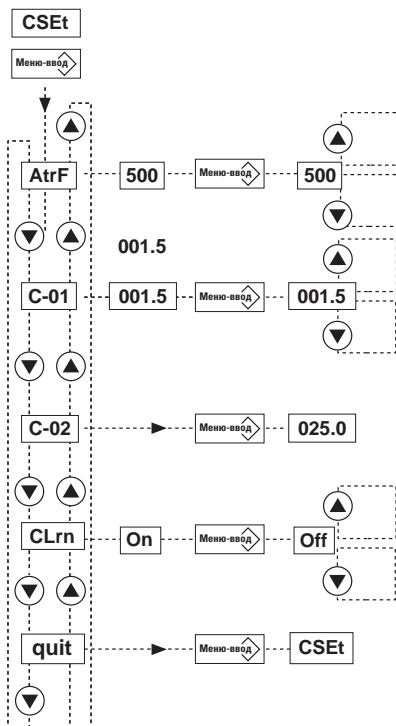 CSEt
Меню-ввод
AtrF 500 Меню-ввод 500
001.5
C-01 001.5 Меню-ввод 001.5
C-02 Меню-ввод 025.0
CLrn On Меню-ввод Off
quit Меню-ввод CSEt